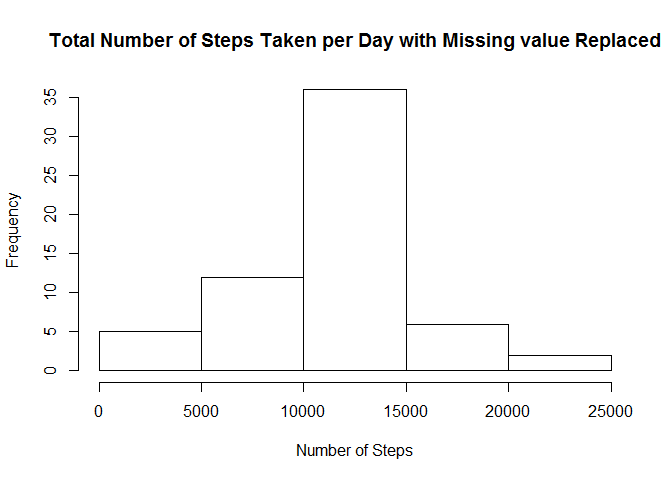 Total Number of Steps Taken per Day with Missing value Replaced
Frequency
35
30
25
20
15
10
5
0
0 5000 10000 15000 20000 25000
Number of Steps